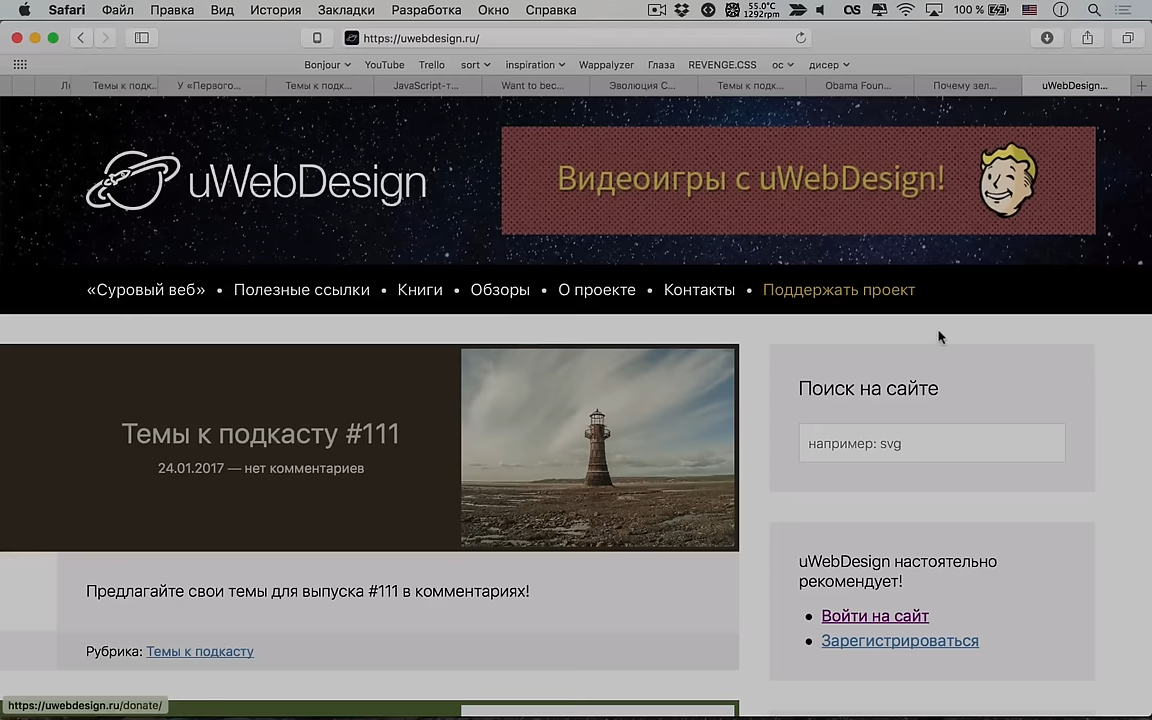 Safari Файл Правка Вид История Закладки Разработка Окно Справка 55.0°C 1292rpm 100 %
https://uwebdesign.ru/
Bonjour YouTube Trello sort inspiration Wappalyzer Глаза REVENGE.CSS ос дисер
Темы к подк... У «Первого... Темы к подк... JavaScript-т... Want to bec... Эволюция С... Темы к подк... Obama Foun... Почему зел... uWebDesign...
uWebDesign
Видеоигры с uWebDesign!
«Суровый веб» • Полезные ссылки • Книги • Обзоры • О проекте • Контакты • Поддержать проект
Темы к подкасту #111
24.01.2017 — нет комментариев
Поиск на сайте
например: svg
Предлагайте свои темы для выпуска #111 в комментариях!
Рубрика: Темы к подкасту
uWebDesign настоятельно
рекомендует!
• Войти на сайт
• Зарегистрироваться
https://uwebdesign.ru/donate/